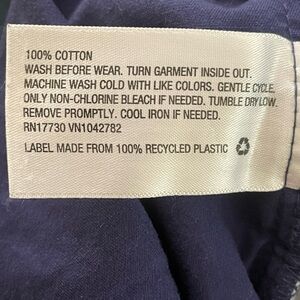 100% COTTON
WASH BEFORE WEAR. TURN GARMENT INSIDE OUT.
MACHINE WASH COLD WITH LIKE COLORS. GENTLE CYCLE.
ONLY NON-CHLORINE BLEACH IF NEEDED. TUMBLE DRY LOW.
REMOVE PROMPTLY. COOL IRON IF NEEDED.
RN17730 VN1042782
LABEL MADE FROM 100% RECYCLED PLASTIC